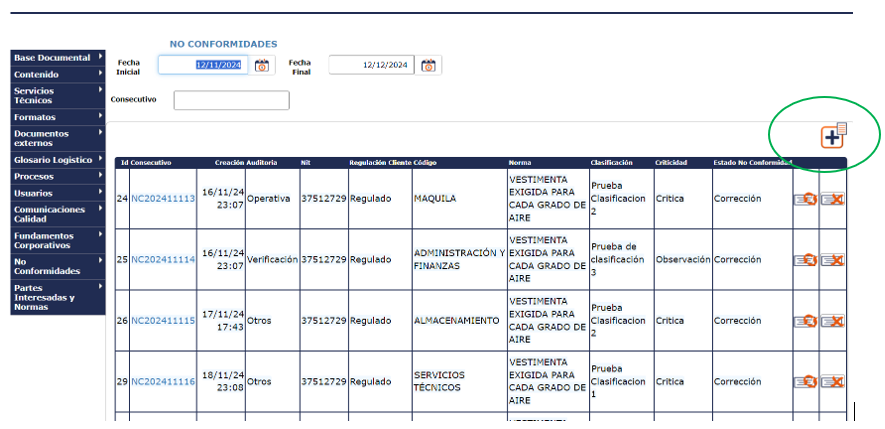 NO CONFORMIDADES
Base Documental
Contenido
Servicios
Técnicos
Formatos
Documentos
externos
Glosario Logístico
Procesos
Usuarios
Comunicaciones
Calidad
Fundamentos
Corporativos
No
Conformidades
Partes
Interesadas y
Normas
Fecha
Inicial
12/11/2024
Fecha
Final
12/12/2024
Consecutivo
Id Consecutivo Creación Auditoria Nit Regulación Cliente Código Norma Clasificación Criticidad Estado No Conformidad
24 NC202411113 16/11/24
23:07 Operativa 37512729 Regulado MAQUILA VESTIMENTA
EXIGIDA PARA
CADA GRADO DE
AIRE Prueba
Clasificacion
2 Crítica Corrección
25 NC202411114 16/11/24
23:07 Verificación 37512729 Regulado ADMINISTRACIÓN Y
FINANZAS VESTIMENTA
EXIGIDA PARA
CADA GRADO DE
AIRE Prueba de
clasificación
3 Observación Corrección
26 NC202411115 17/11/24
17:43 Otros 37512729 Regulado ALMACENAMIENTO VESTIMENTA
EXIGIDA PARA
CADA GRADO DE
AIRE Prueba
Clasificacion
2 Crítica Corrección
29 NC202411116 18/11/24
23:08 Otros 37512729 Regulado SERVICIOS
TÉCNICOS VESTIMENTA
EXIGIDA PARA
CADA GRADO DE
AIRE Prueba
Clasificacion
1 Crítica Corrección